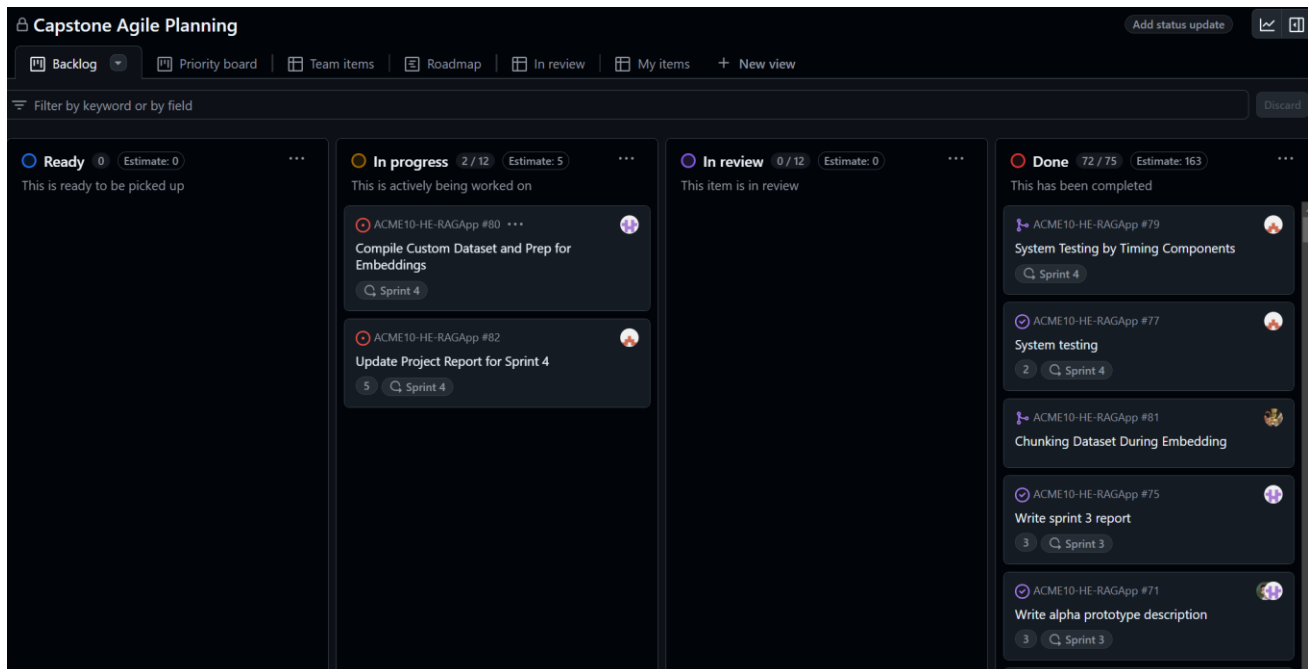 Capstone Agile Planning
Add status update
Backlog
Priority board
Team items
Roadmap
In review
My items
+ New view
Filter by keyword or by field
Discard
Ready 0 Estimate: 0
This is ready to be picked up
In progress 2 / 12 Estimate: 5
This is actively being worked on
ACME10-HE-RAGApp #80
Compile Custom Dataset and Prep for
Embeddings
Sprint 4
ACME10-HE-RAGApp #82
Update Project Report for Sprint 4
5 Sprint 4
In review 0 / 12 Estimate: 0
This item is in review
Done 72 / 75 Estimate: 163
This has been completed
ACME10-HE-RAGApp #79
System Testing by Timing Components
Sprint 4
ACME10-HE-RAGApp #77
System testing
2 Sprint 4
ACME10-HE-RAGApp #81
Chunking Dataset During Embedding
ACME10-HE-RAGApp #75
Write sprint 3 report
3 Sprint 3
ACME10-HE-RAGApp #71
Write alpha prototype description
3 Sprint 3